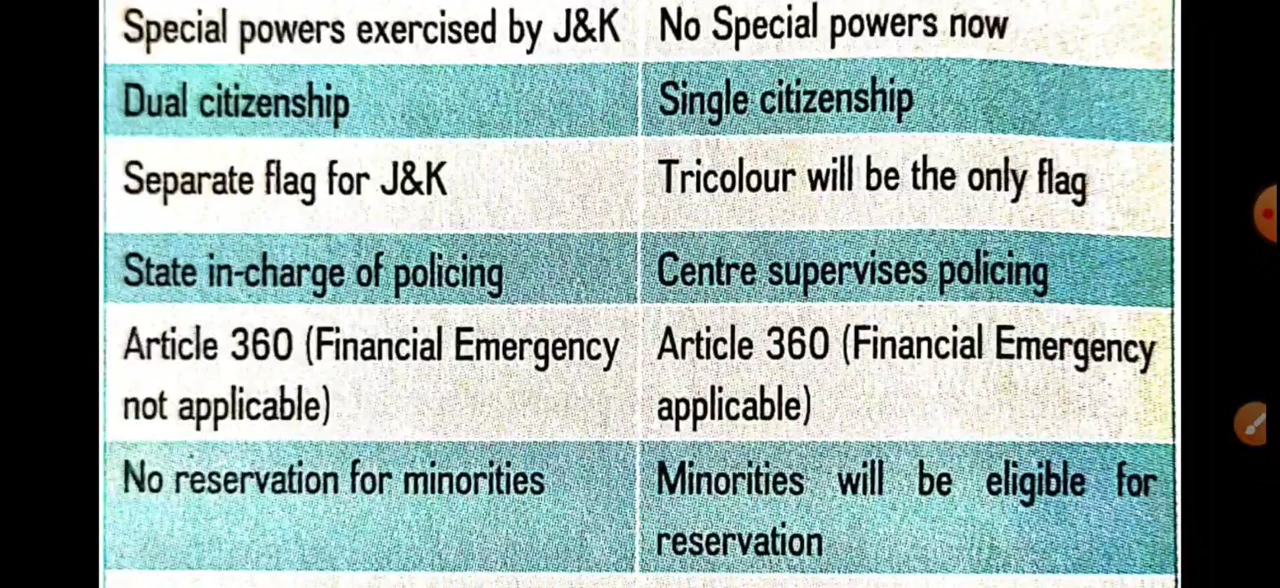 Special powers exercised by J&K
No Special powers now
Dual citizenship
Single citizenship
Separate flag for J&K
Tricolour will be the only flag
State in-charge of policing
Centre supervises policing
Article 360 (Financial Emergency
not applicable)
Article 360 (Financial Emergency
applicable)
No reservation for minorities
Minorities will be eligible for
reservation